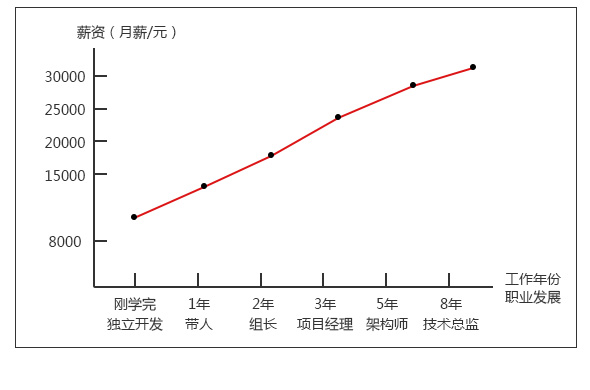 薪资（月薪/元）
30000
25000
20000
15000
8000
工作年份
职业发展
刚学完 1年 2年 3年 5年 8年
独立开发 带人 组长 项目经理 架构师 技术总监